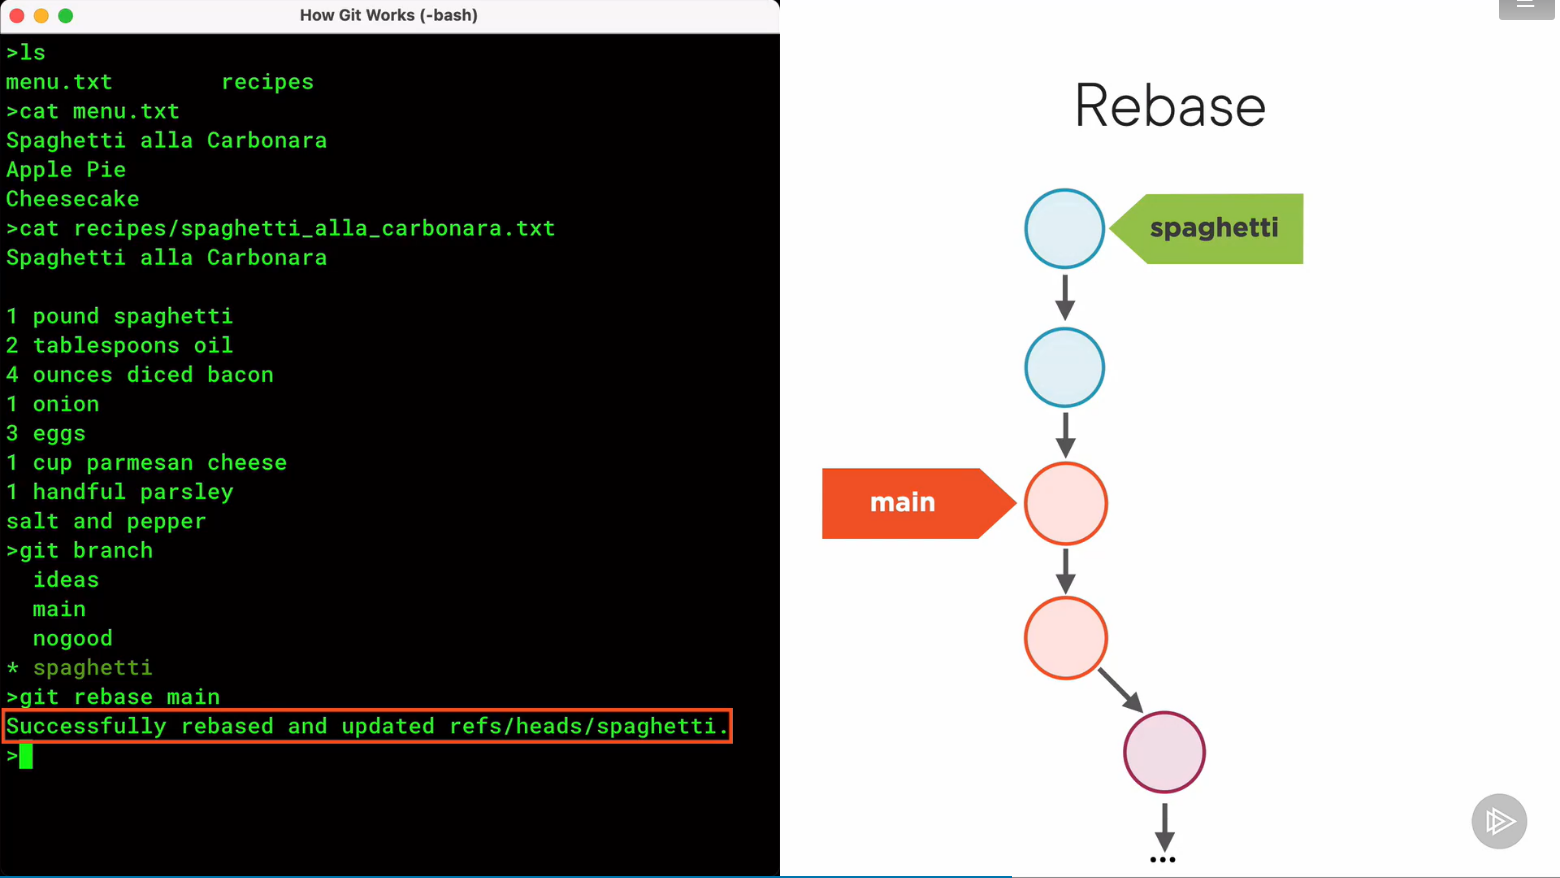 How Git Works (-bash)
>ls
menu.txt recipes
>cat menu.txt
Spaghetti alla Carbonara
Apple Pie
Cheesecake
>cat recipes/spaghetti_alla_carbonara.txt
Spaghetti alla Carbonara
1 pound spaghetti
2 tablespoons oil
4 ounces diced bacon
1 onion
3 eggs
1 cup parmesan cheese
1 handful parsley
salt and pepper
>git branch
ideas
main
nogood
* spaghetti
>git rebase main
Successfully rebased and updated refs/heads/spaghetti.
>
Rebase
spaghetti
main
...